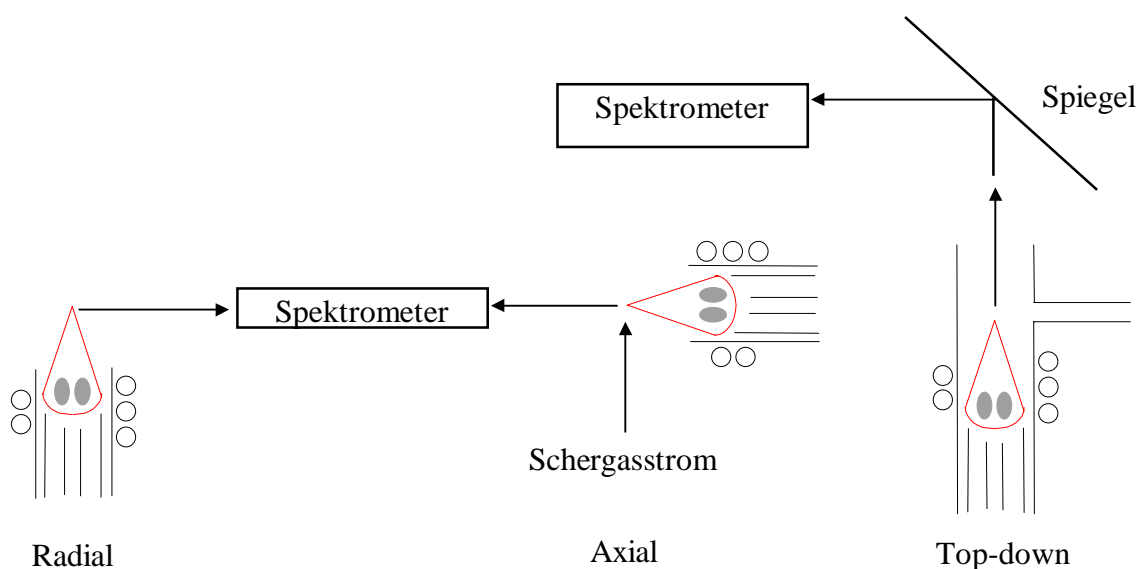 Spektrometer
Spiegel
Spektrometer
Schergasstrom
Radial
Axial
Top-down